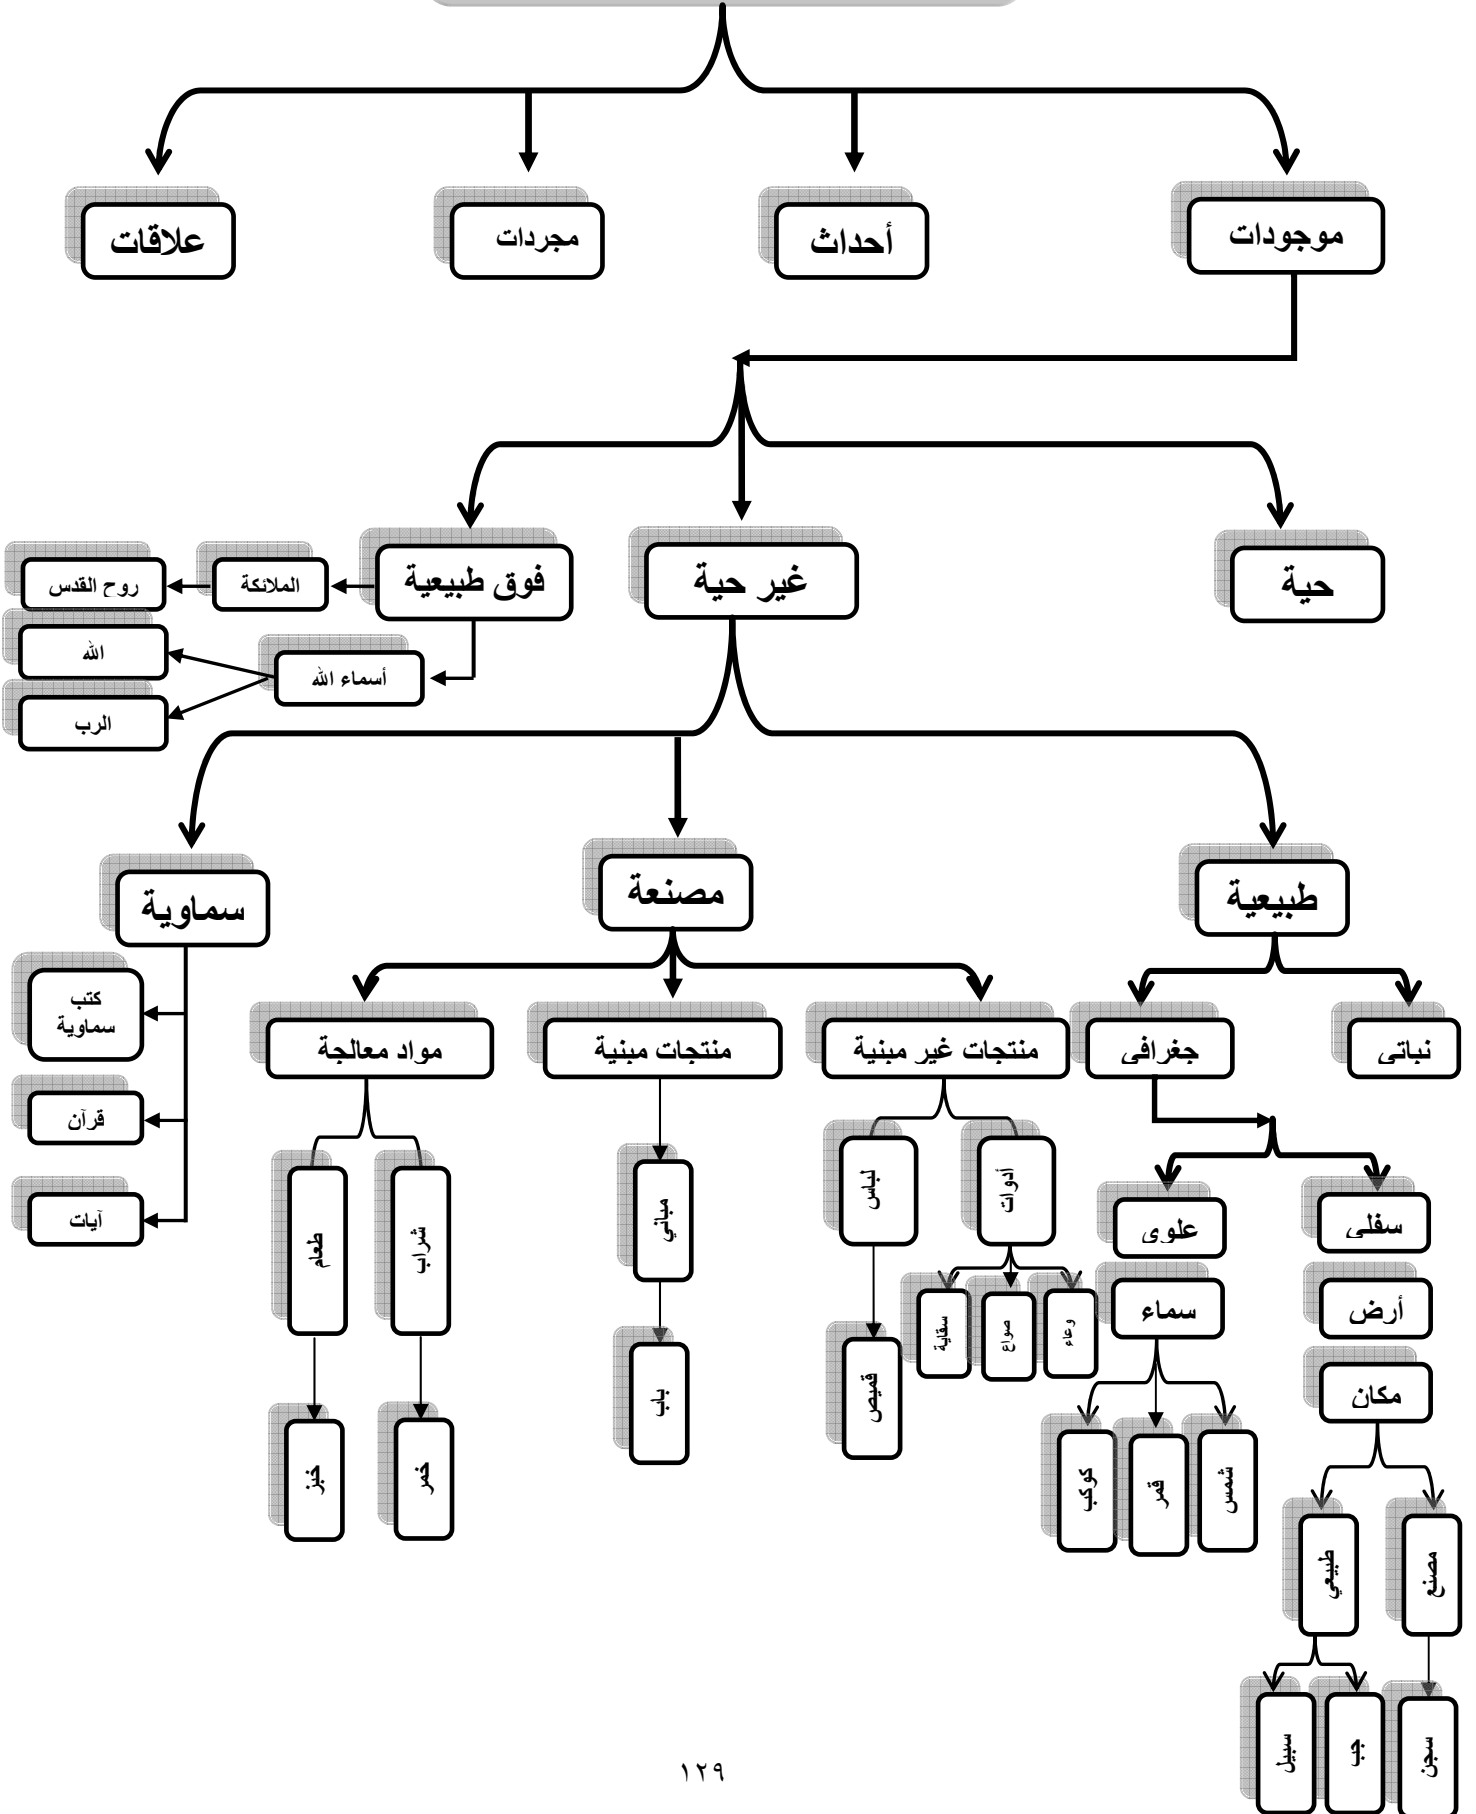 موجودات
أحداث
مجردات
علاقات
حية
غير حية
فوق طبيعية
الملائكة
روح القدس
أسماء الله
الله
الرب
طبيعية
مصنعة
سماوية
كتب
سماوية
قرآن
آيات
نباتى
جغرافى
منتجات غير مبنية
منتجات مبنية
مواد معالجة
سفلى
علوى
أدوات
لباس
مباني
شراب
طعام
أرض
سماء
وعاء
صواع
سقاية
مكان
قميص
باب
خمر
خبز
شمس
قمر
كوكب
مصنع
طبيعي
سجن
جب
سبيل
١٢٩